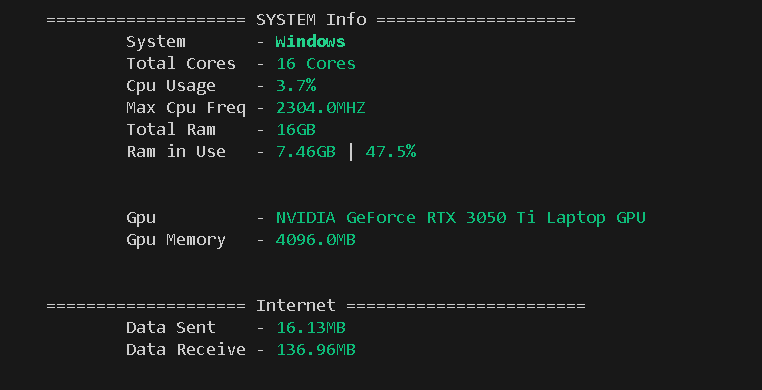 ==================== SYSTEM Info ====================
System - Windows
Total Cores - 16 Cores
Cpu Usage - 3.7%
Max Cpu Freq - 2304.0MHZ
Total Ram - 16GB
Ram in Use - 7.46GB | 47.5%
Gpu - NVIDIA GeForce RTX 3050 Ti Laptop GPU
Gpu Memory - 4096.0MB
==================== Internet ========================
Data Sent - 16.13MB
Data Receive - 136.96MB